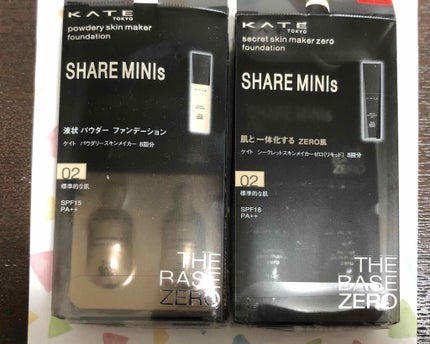 KATE
TOKYO
powdery skin maker
foundation
SHARE MINIs
液状 パウダー ファンデーション
ケイト パウダリースキンメイカー 8回分
02
標準的な肌
SPF15
PA++
THE
BASE
ZERO
KATE
TOKYO
secret skin maker zero
foundation
SHARE MINIs
肌と一体化する ZERO肌
ケイト シークレットスキンメイカーゼロ(リキッド) 8回分
02
標準的な肌
SPF18
PA++
THE
BASE
ZERO